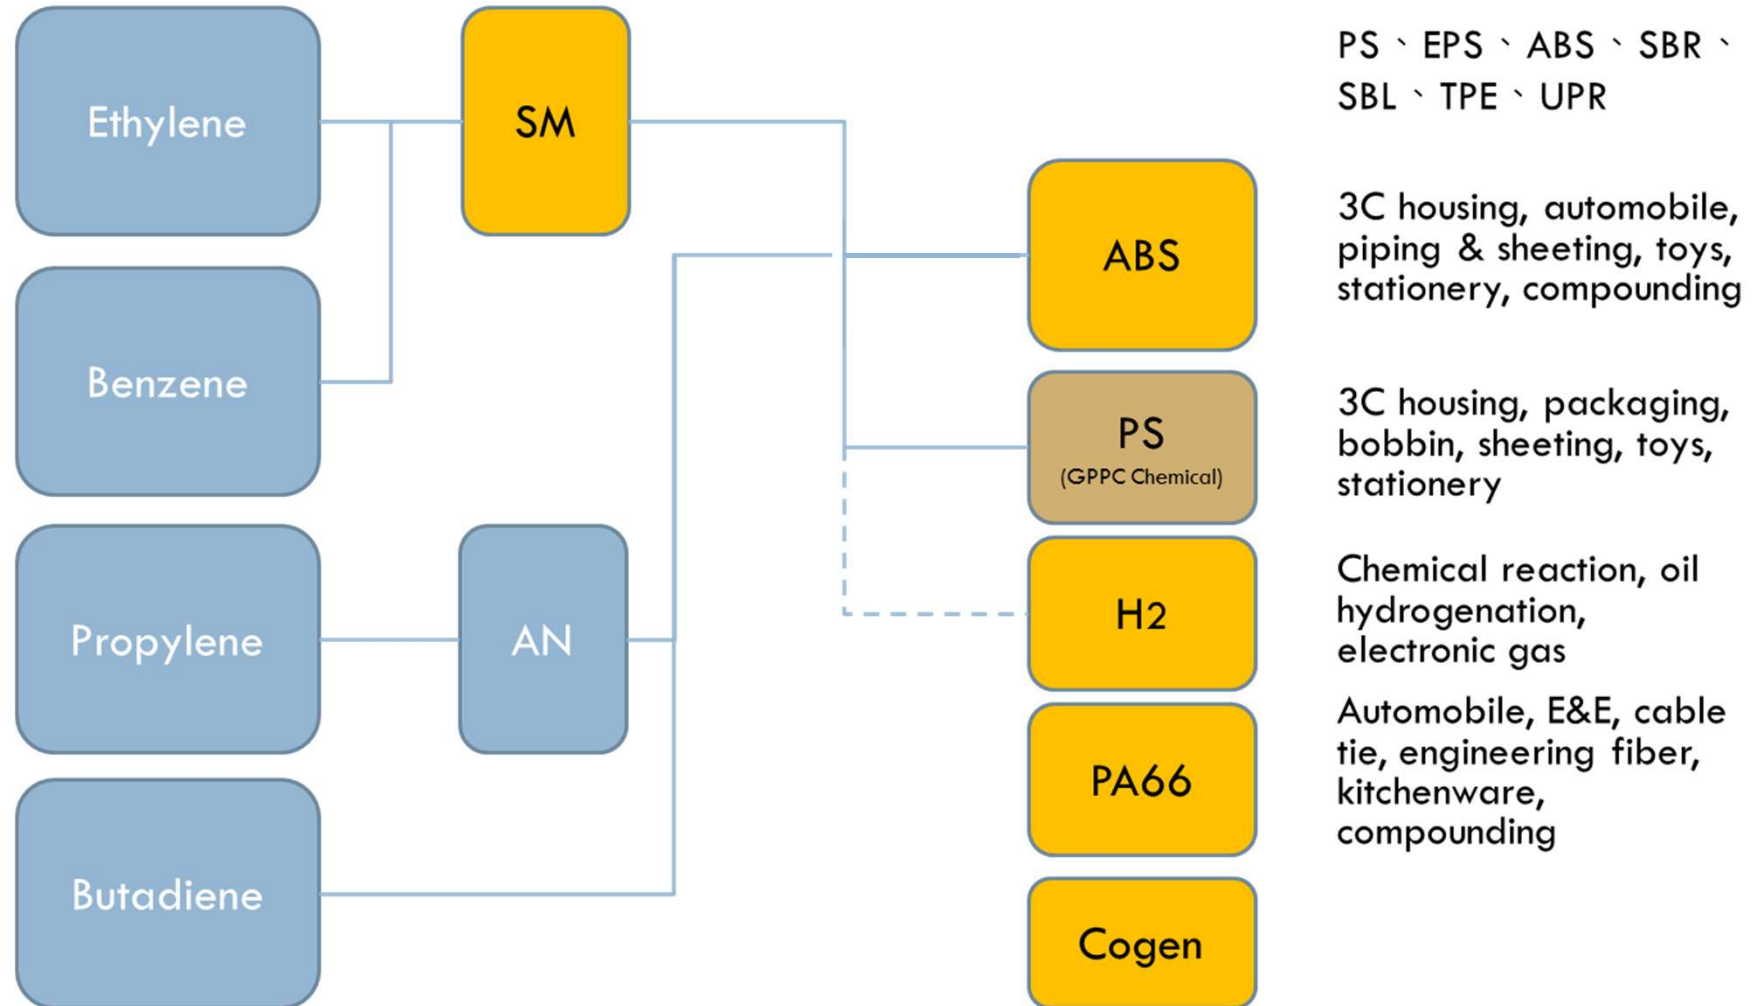 Ethylene
SM
PS、EPS、ABS、SBR、
SBL、TPE、UPR
ABS
3C housing, automobile,
piping & sheeting, toys,
stationery, compounding
Benzene
PS
(GPPC Chemical)
3C housing, packaging,
bobbin, sheeting, toys,
stationery
Propylene
AN
H2
Chemical reaction, oil
hydrogenation,
electronic gas
PA66
Automobile, E&E, cable
tie, engineering fiber,
kitchenware,
compounding
Butadiene
Cogen